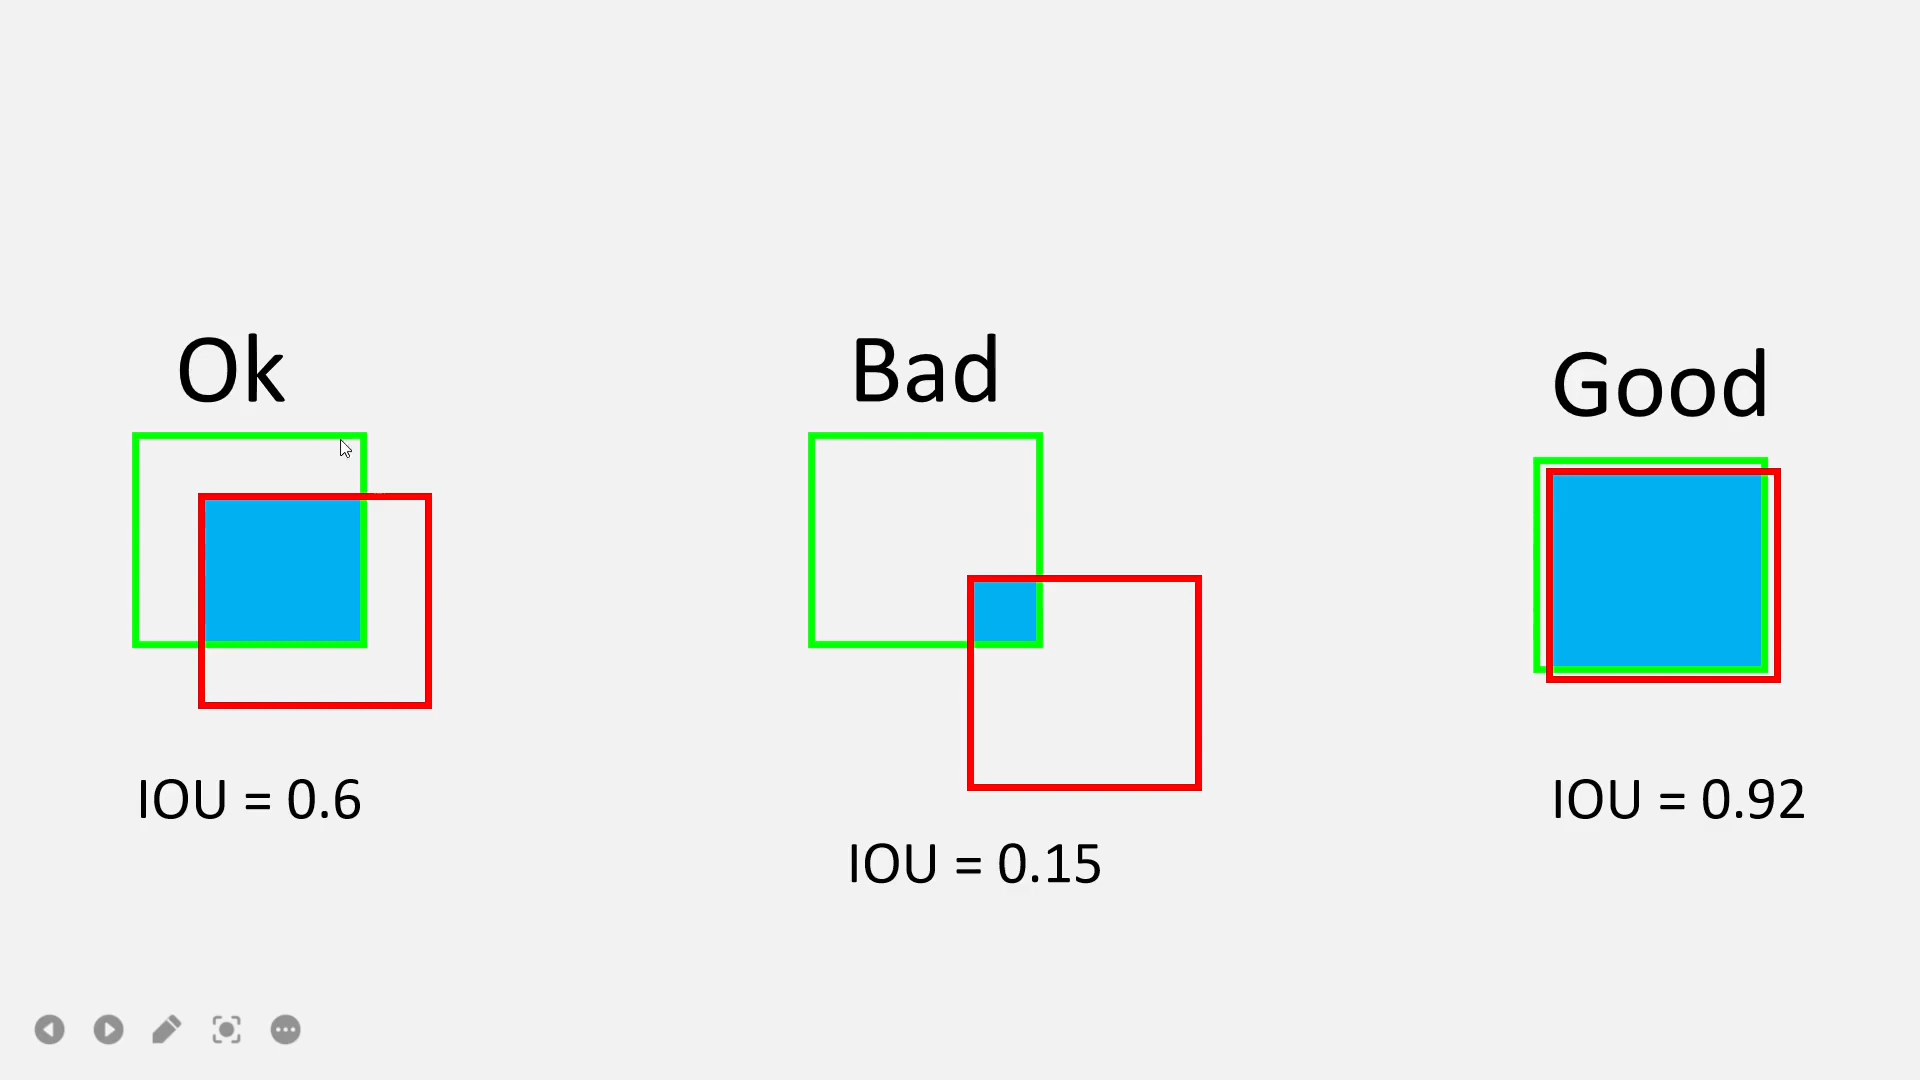 Ok
Bad
Good
IOU = 0.6
IOU = 0.15
IOU = 0.92